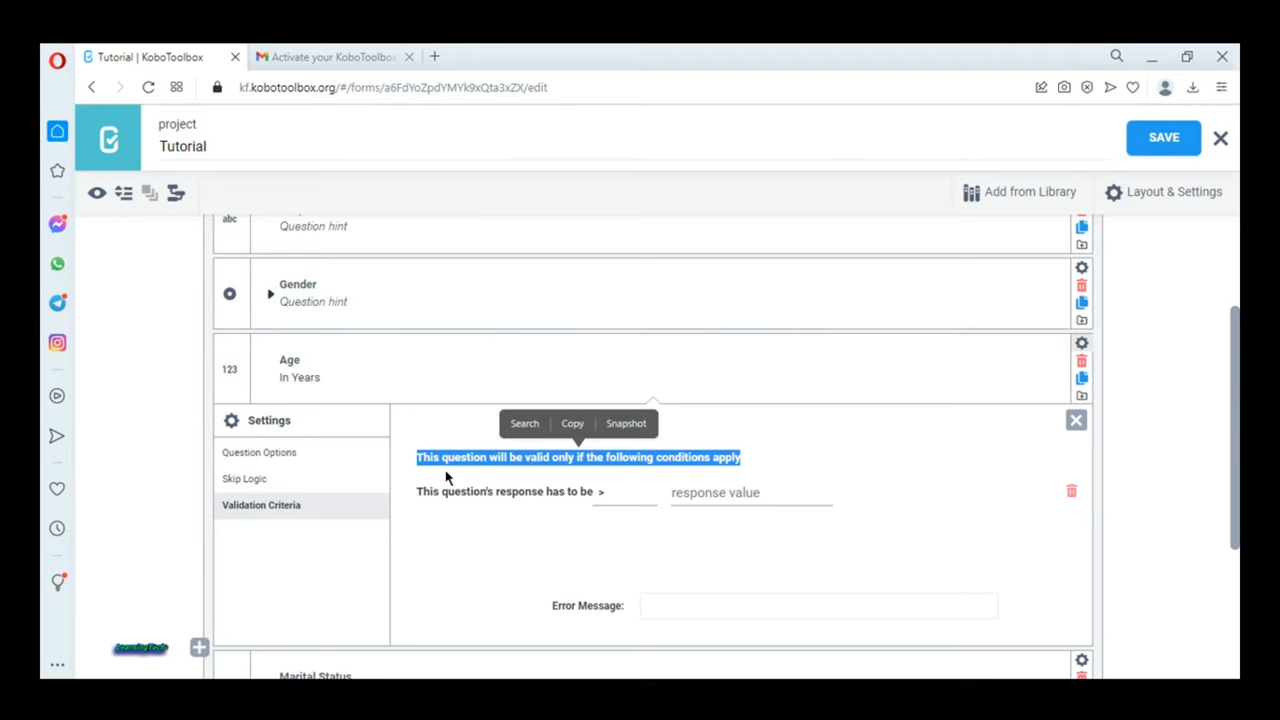 Tutorial | KoboToolbox
Activate your KoboToolbox
kf.kobotoolbox.org/#/forms/a6FdYoZpdYMYk9xQta3xZX/edit
project
Tutorial
SAVE
Add from Library
Layout & Settings
abc
Question hint
Gender
Question hint
123
Age
In Years
Settings
Search
Copy
Snapshot
Question Options
This question will be valid only if the following conditions apply
Skip Logic
This question's response has to be >
response value
Validation Criteria
Error Message:
LearningTech
Marital Status